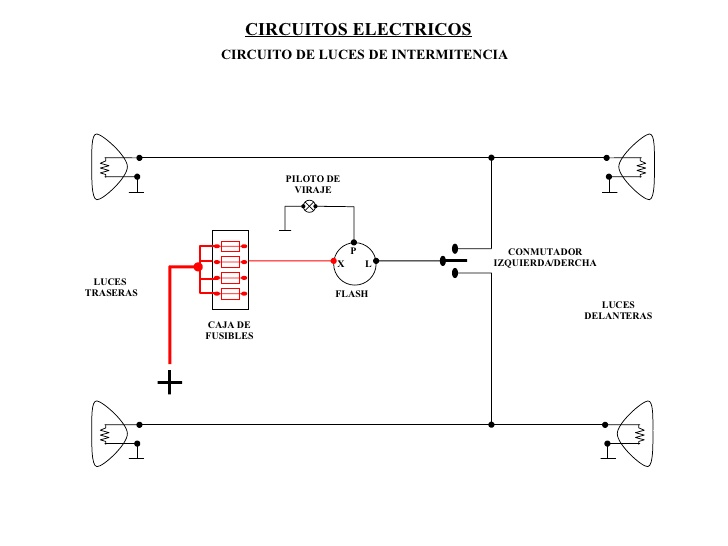 CIRCUITOS ELECTRICOS
CIRCUITO DE LUCES DE INTERMITENCIA
PILOTO DE
VIRAJE
P
X L
FLASH
CONMUTADOR
IZQUIERDA/DERCHA
LUCES
TRASERAS
LUCES
DELANTERAS
CAJA DE
FUSIBLES